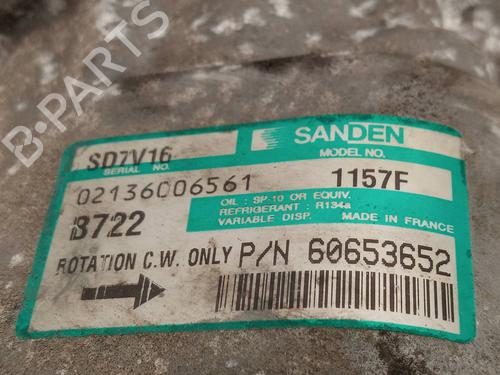 B-PARTS
SD7V16
SANDEN
SERIAL NO.
MODEL NO.
02136006561
1157F
OIL : SP-10 OR EQUIV.
REFRIGERANT : R134a
VARIABLE DISP. MADE IN FRANCE
B722
ROTATION C.W. ONLY P/N 60653652